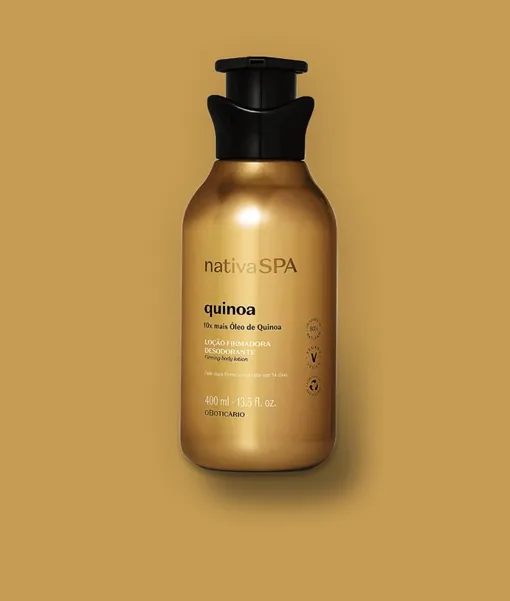 nativaSPA
quinoa
10x mais Óleo de Quinoa
LOÇÃO FIRMADORA
DESODORANTE
Firming body lotion
400 ml - 13.5 fl. oz.
oBOTICÁRIO
V